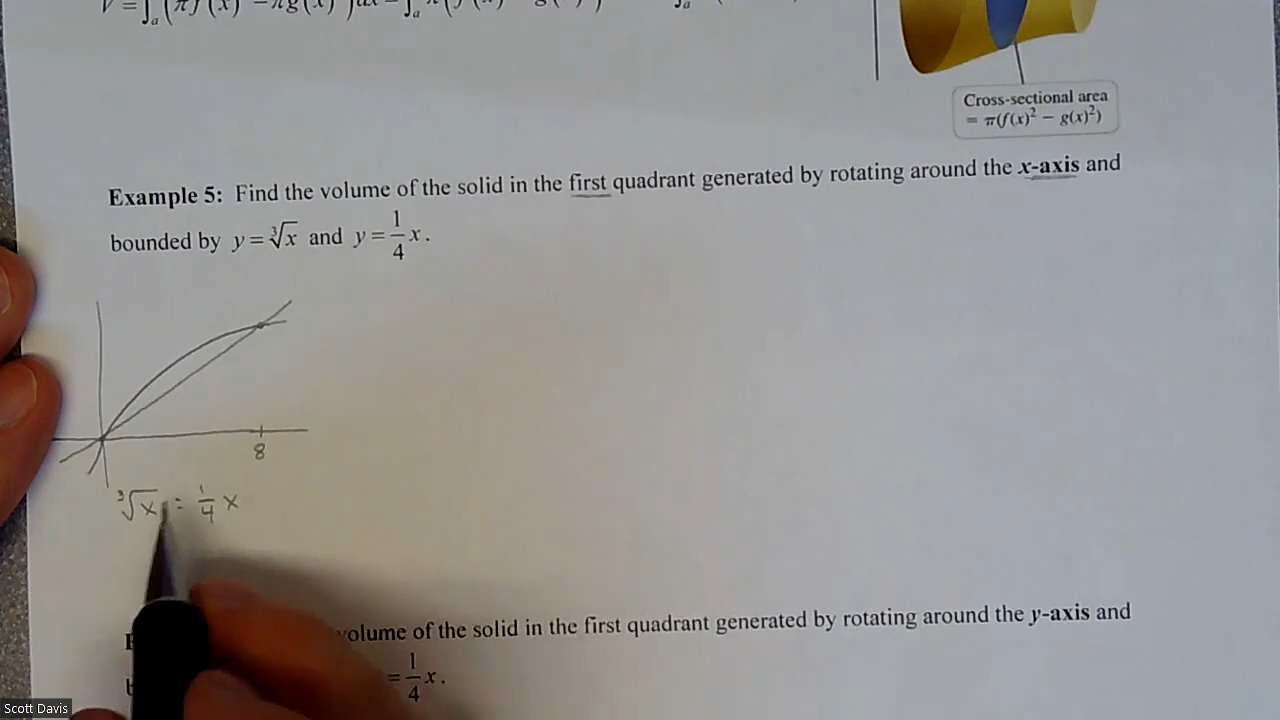 Cross-sectional area
= π(f(x)² − g(x)²)
Example 5: Find the volume of the solid in the first quadrant generated by rotating around the x-axis and
bounded by y = ∛x and y = 1/4 x.
8
∛x = 1/4 x
volume of the solid in the first quadrant generated by rotating around the y-axis and
= 1/4 x.
Scott Davis